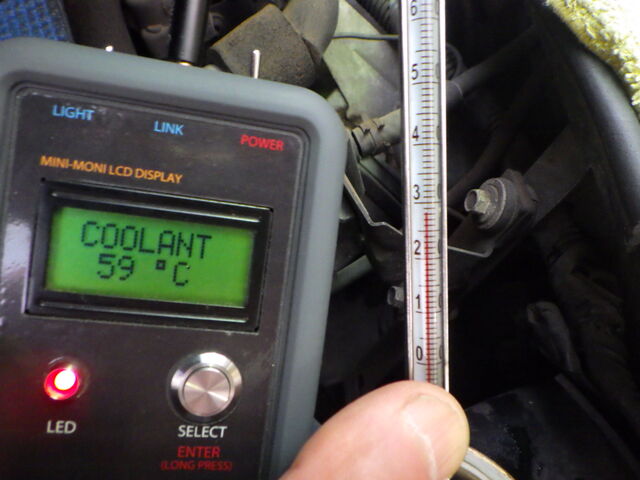 LIGHT
LINK
POWER
MINI-MONI LCD DISPLAY
COOLANT
59 °C
LED
SELECT
ENTER
(LONG PRESS)
6
5
4
3
2
1 0
0